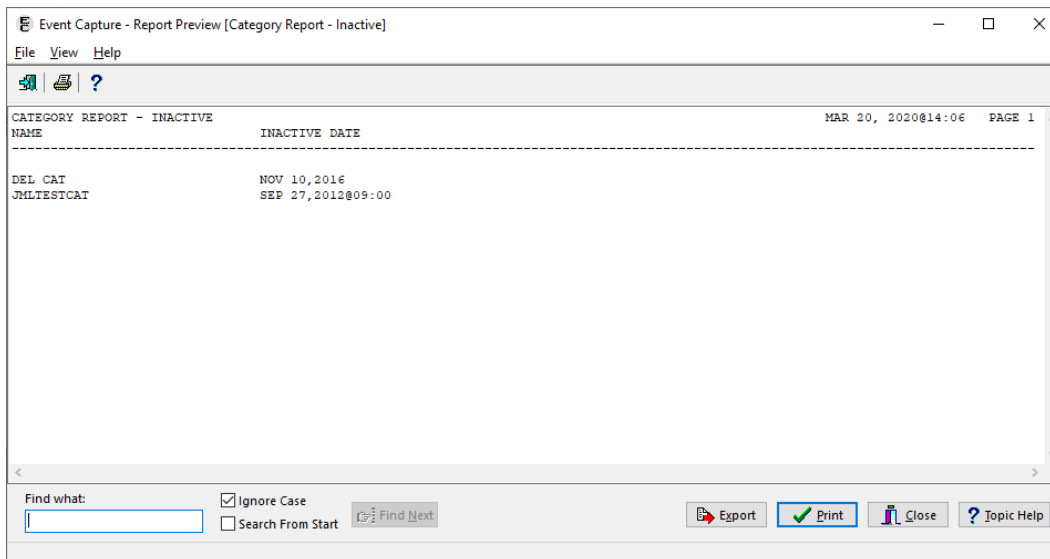 Event Capture - Report Preview [Category Report - Inactive]
File View Help
CATEGORY REPORT - INACTIVE MAR 20, 2020@14:06 PAGE 1
NAME INACTIVE DATE
DEL CAT NOV 10,2016
JMLTESTCAT SEP 27,2012@09:00
Find what: Ignore Case
Search From Start Find Next Export Print Close ? Topic Help